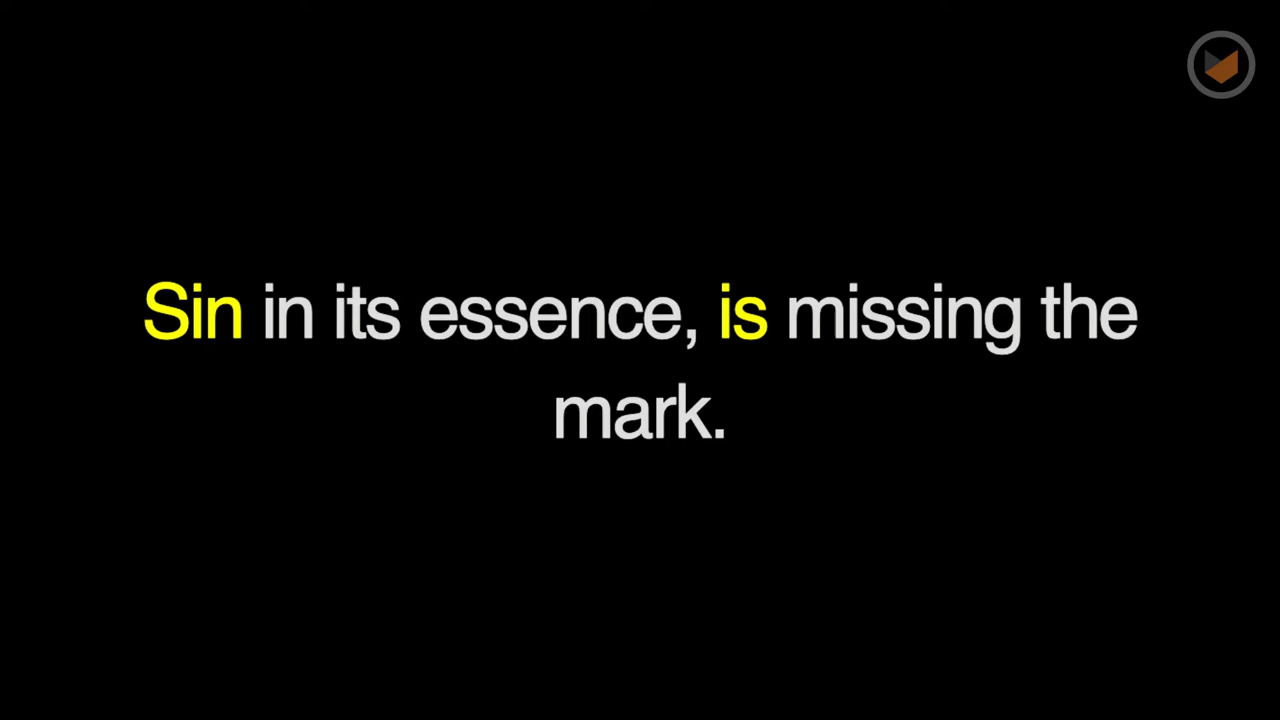 Sin in its essence, is missing the
mark.